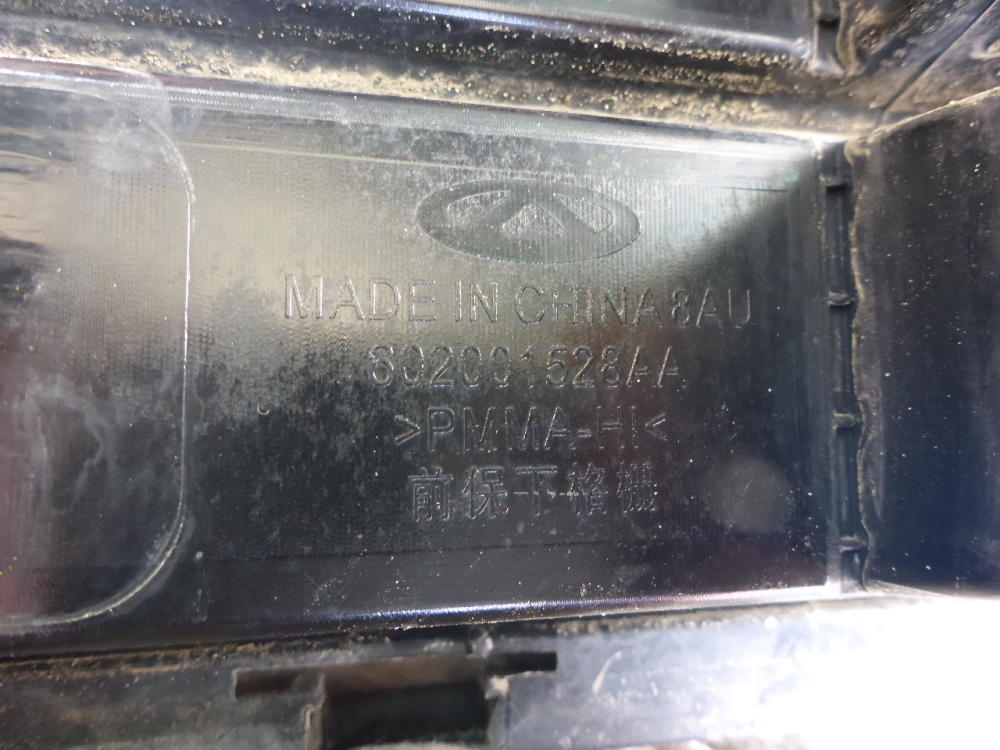 MADE IN CHINA 8AU
602001528AA
>PMMA-HI<
前保下格栅